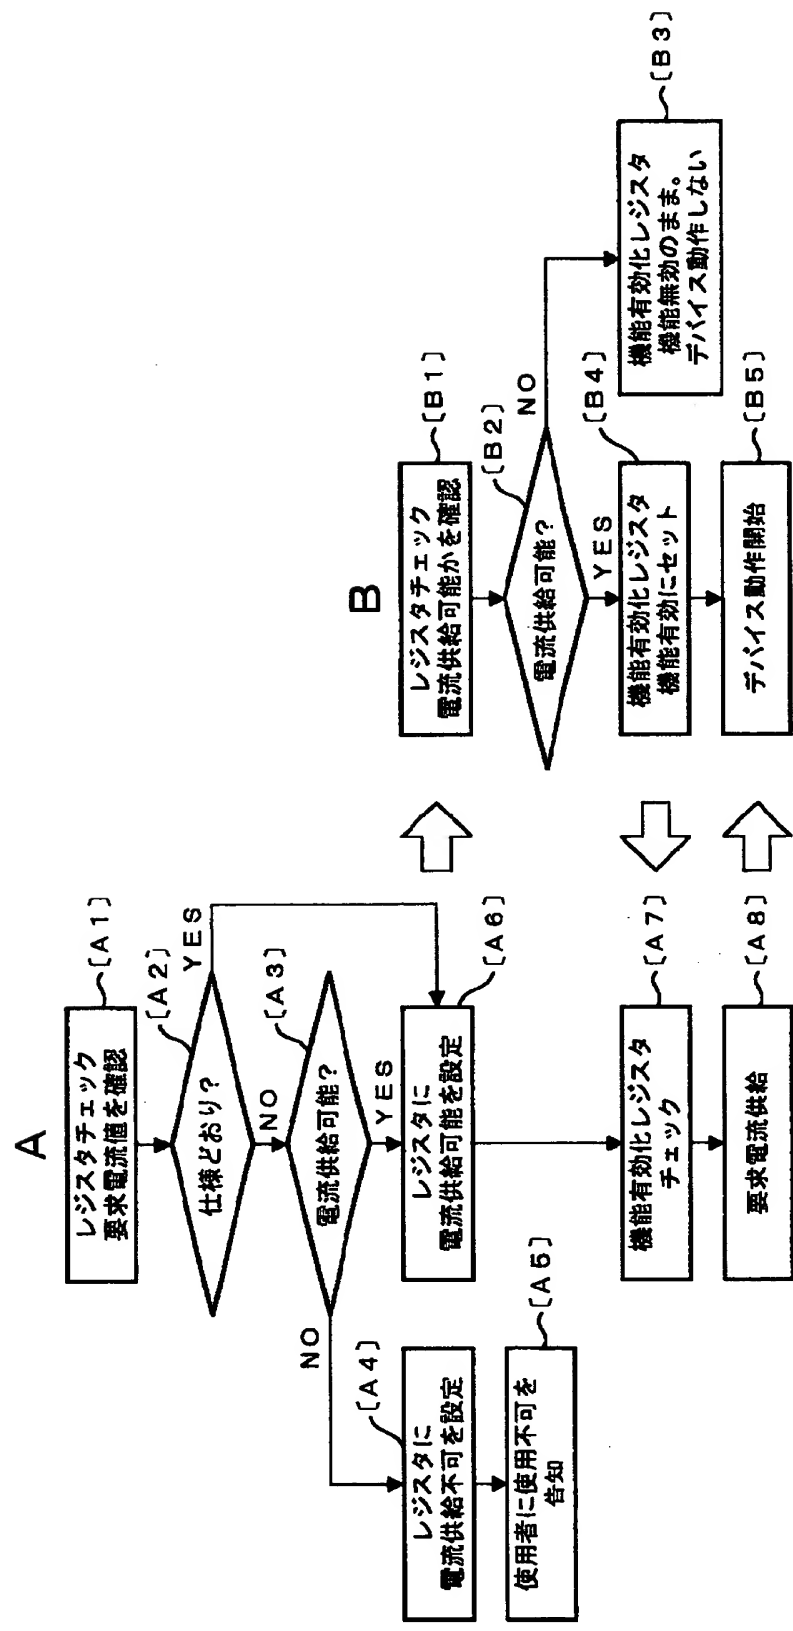 A
レジスタチェック
要求電流値を確認
[A1]
仕様どおり？
[A2]
YES
NO
電流供給可能？
[A3]
YES
NO
レジスタに
電流供給不可を設定
[A4]
使用者に使用不可を
告知
[A5]
レジスタに
電流供給可能を設定
[A6]
機能有効化レジスタ
チェック
[A7]
要求電流供給
[A8]
B
レジスタチェック
電流供給可能かを確認
[B1]
電流供給可能？
[B2]
NO
YES
機能有効化レジスタ
機能無効のまま。
デバイス動作しない
[B3]
機能有効化レジスタ
機能有効にセット
[B4]
デバイス動作開始
[B5]